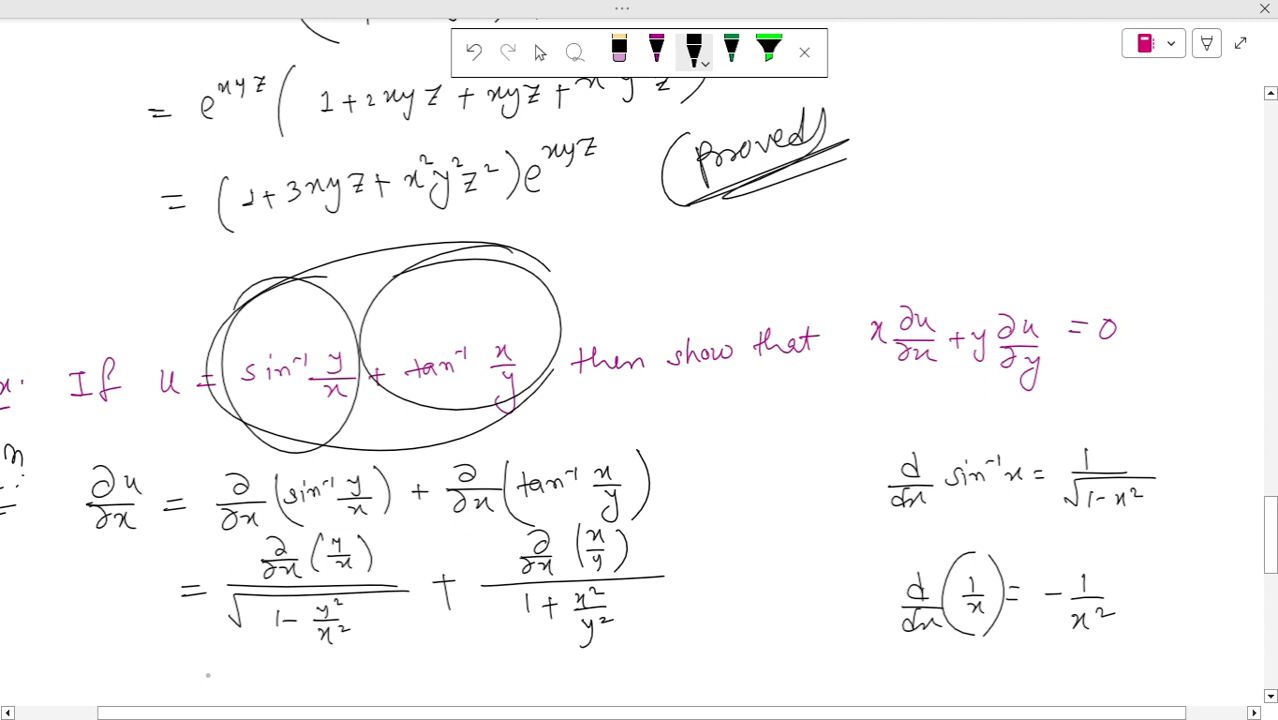 = e^{xyz} ( 1 + 2xyz + xyz + x y z )
= (1 + 3xyz + x²y²z²) e^{xyz} (proved)
x. If u = sin⁻¹ y/x + tan⁻¹ x/y then show that x ∂u/∂x + y ∂u/∂y = 0
∂u/∂x = ∂/∂x (sin⁻¹ y/x) + ∂/∂x (tan⁻¹ x/y)
d/dx sin⁻¹x = 1/√(1-x²)
= ∂/∂x (y/x) / √(1 - y²/x²) + ∂/∂x (x/y) / (1 + x²/y²)
d/dx (1/x) = - 1/x²